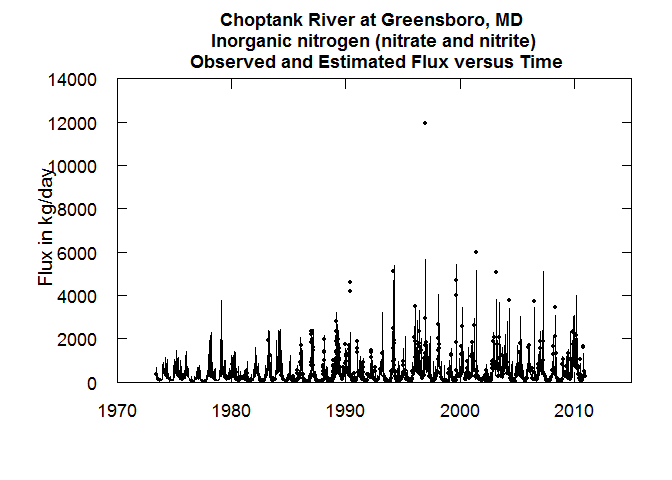 Choptank River at Greensboro, MD
Inorganic nitrogen (nitrate and nitrite)
Observed and Estimated Flux versus Time
Flux in kg/day
14000
12000
10000
8000
6000
4000
2000
0
1970 1980 1990 2000 2010